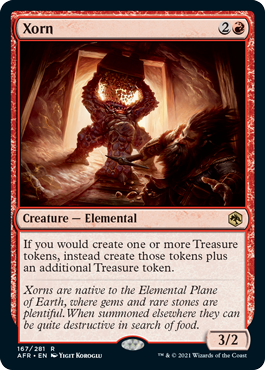 Xorn 2
Creature — Elemental
If you would create one or more Treasure
tokens, instead create those tokens plus
an additional Treasure token.
Xorns are native to the Elemental Plane
of Earth, where gems and rare stones are
plentiful. When summoned elsewhere they can
be quite destructive in search of food.
3/2
167/281 R
AFR • EN Yigit Koroglu ™ & © 2021 Wizards of the Coast